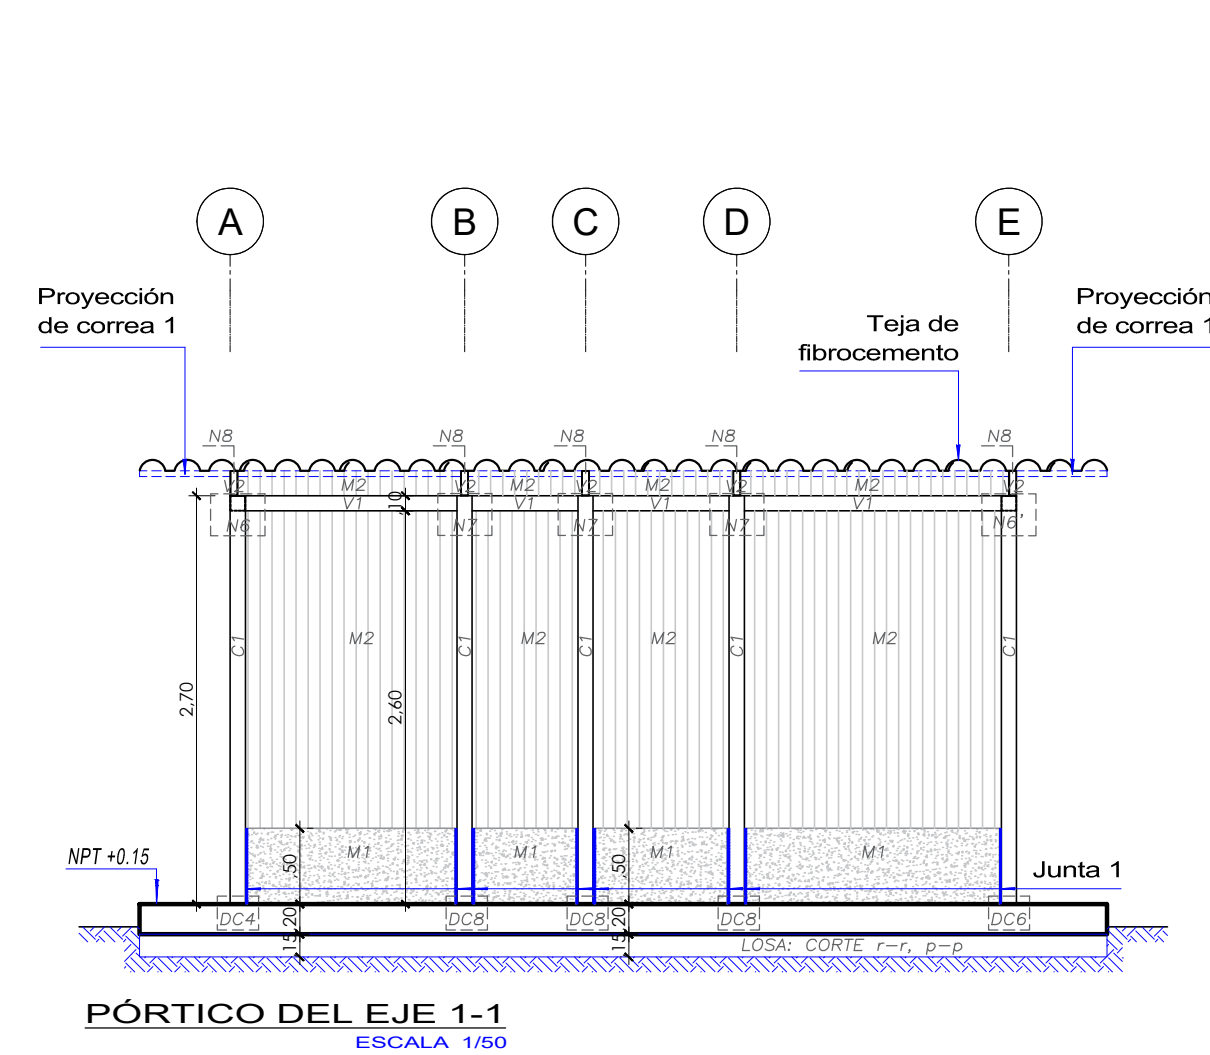 A B C D E
Proyección
de correa 1
Teja de
fibrocemento
Proyección
de correa 1
N8 N8 N8 N8 N8
V2 M2 V2 M2 V2 M2 V2 M2 V2
,10 V1 V1 V1 V1
N6 N7 N7 N7 N6'
C1 M2 C1 M2 C1 M2 C1 M2 C1
2,70 2,60
M1 M1 M1 M1
,50 ,50
NPT +0.15
Junta 1
DC4 ,20 DC8 DC8 ,20 DC8 DC6
,15 ,15 LOSA: CORTE r-r, p-p
PÓRTICO DEL EJE 1-1
ESCALA 1/50